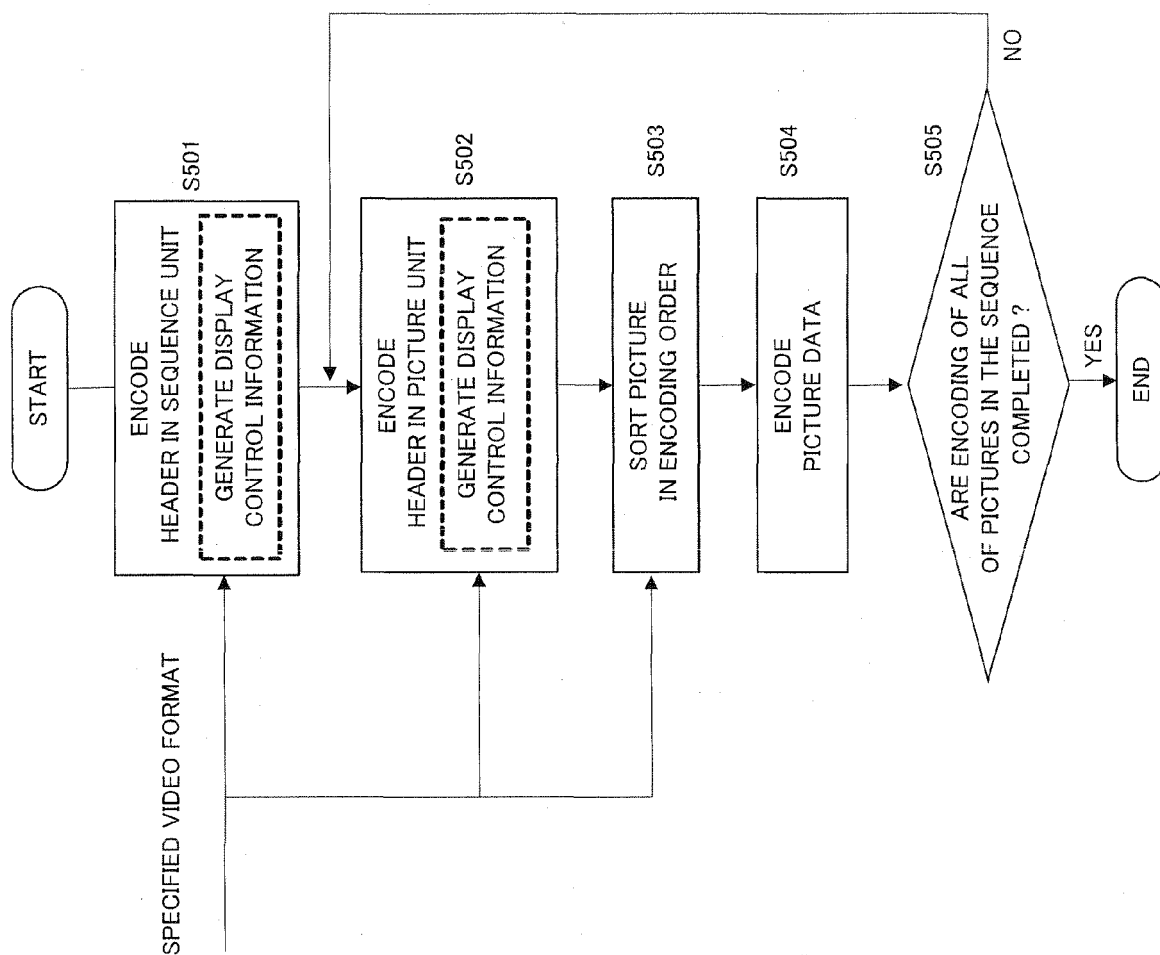 START
SPECIFIED VIDEO FORMAT
ENCODE
HEADER IN SEQUENCE UNIT
S501
GENERATE DISPLAY
CONTROL INFORMATION
ENCODE
HEADER IN PICTURE UNIT
S502
GENERATE DISPLAY
CONTROL INFORMATION
SORT PICTURE
IN ENCODING ORDER
S503
ENCODE
PICTURE DATA
S504
ARE ENCODING OF ALL
OF PICTURES IN THE SEQUENCE
COMPLETED ?
S505
NO
YES
END